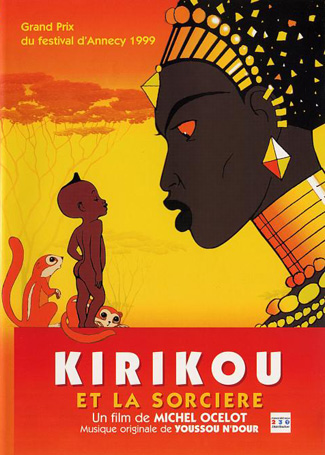 Grand Prix
du festival d'Annecy 1999
KIRIKOU
ET LA SORCIERE
Un film de MICHEL OCELOT
Musique originale de YOUSSOU N'DOUR